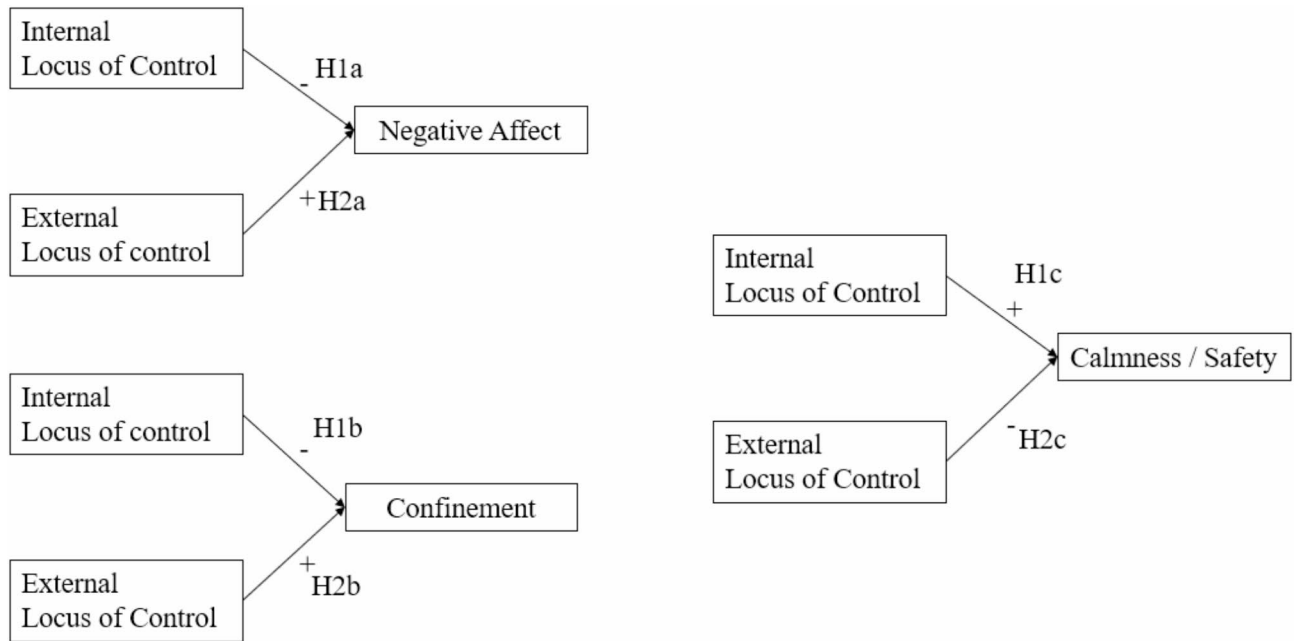 Internal
Locus of Control
- H1a
Negative Affect
+H2a
External
Locus of control
Internal
Locus of control
H1b
-
Confinement
+
H2b
External
Locus of Control
Internal
Locus of Control
H1c
+
Calmness / Safety
-H2c
External
Locus of Control